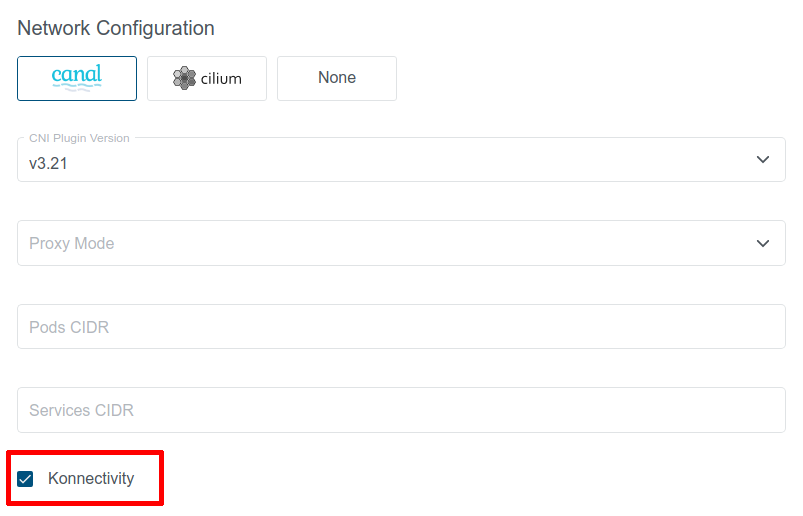 Network Configuration
canal
cilium
None
CNI Plugin Version
v3.21
Proxy Mode
Pods CIDR
Services CIDR
Konnectivity